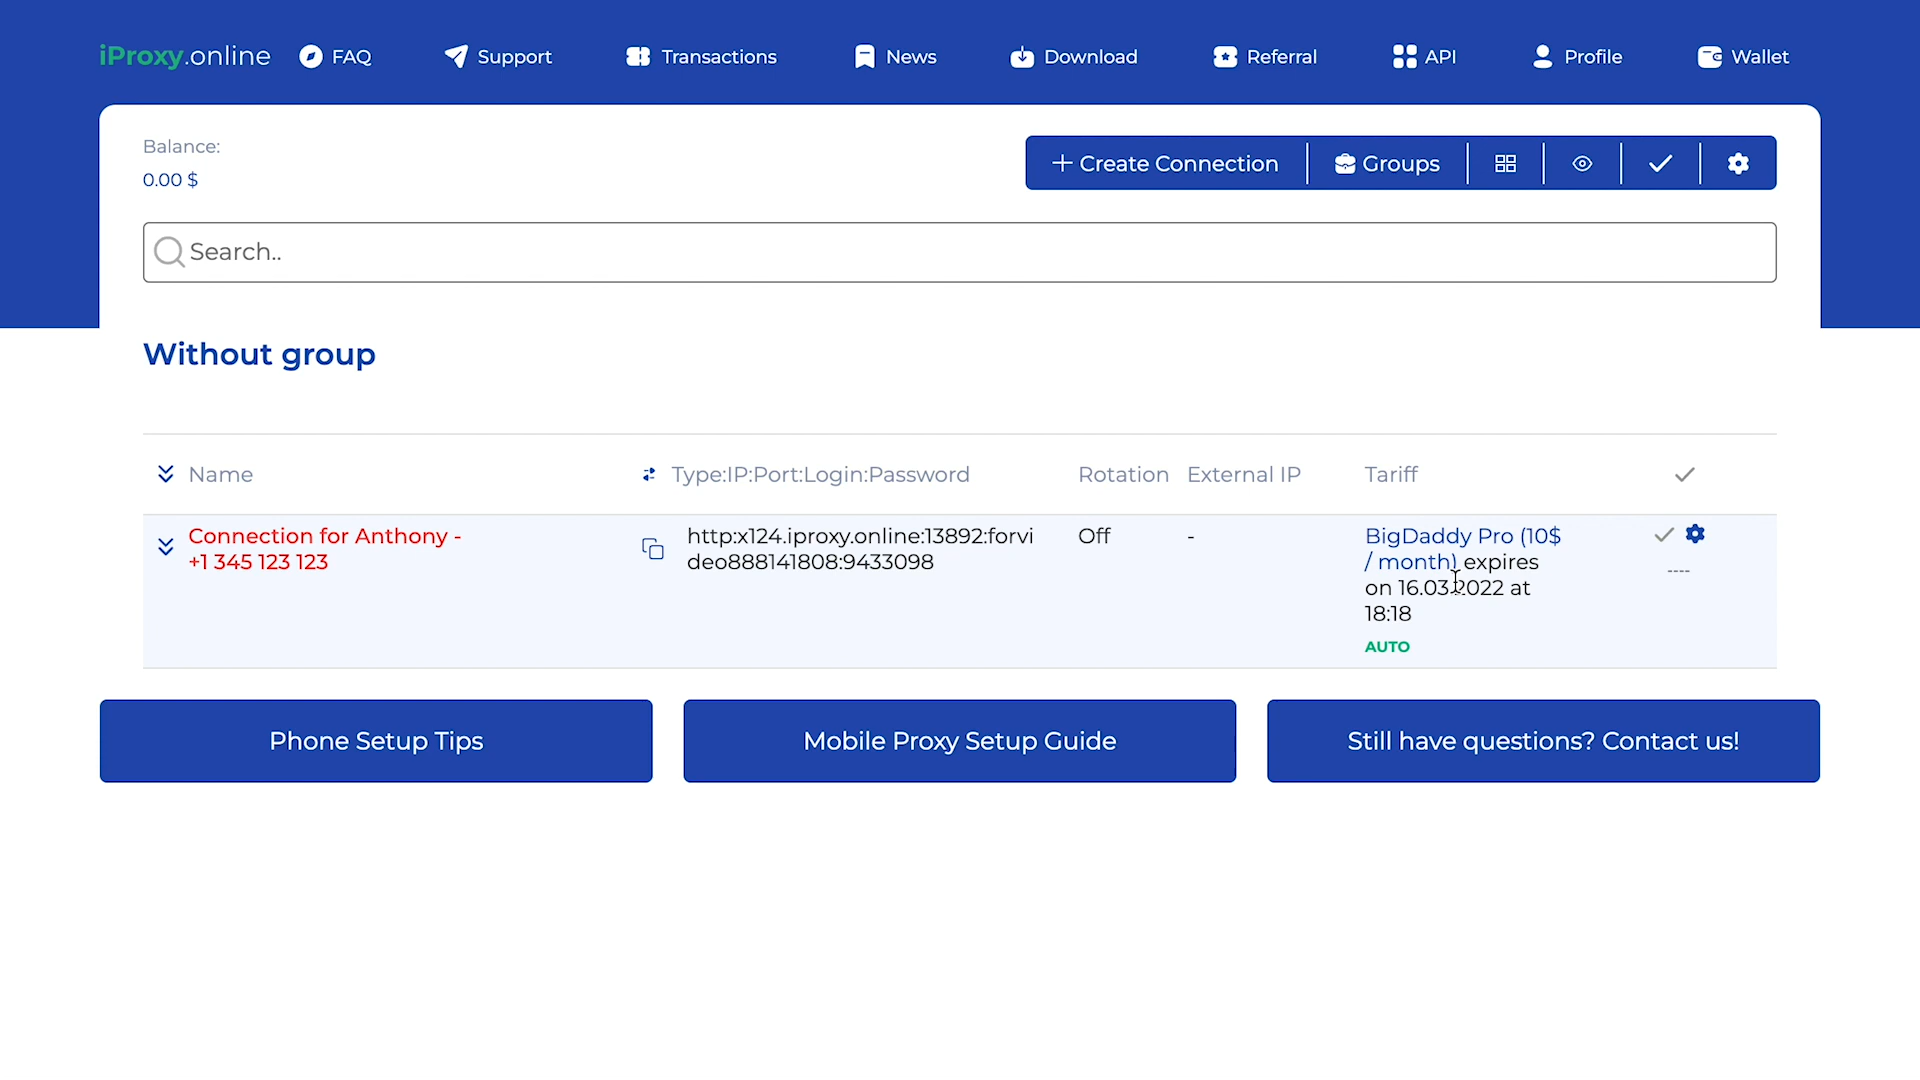 iProxy.online
FAQ
Support
Transactions
News
Download
Referral
API
Profile
Wallet
Balance:
0.00 $
+ Create Connection
Groups
Search..
Without group
Name
Type:IP:Port:Login:Password
Rotation
External IP
Tariff
Connection for Anthony -
+1 345 123 123
http:x124.iproxy.online:13892:forvi
deo888141808:9433098
Off
-
BigDaddy Pro (10$
/ month) expires
on 16.03.2022 at
18:18
AUTO
----
Phone Setup Tips
Mobile Proxy Setup Guide
Still have questions? Contact us!